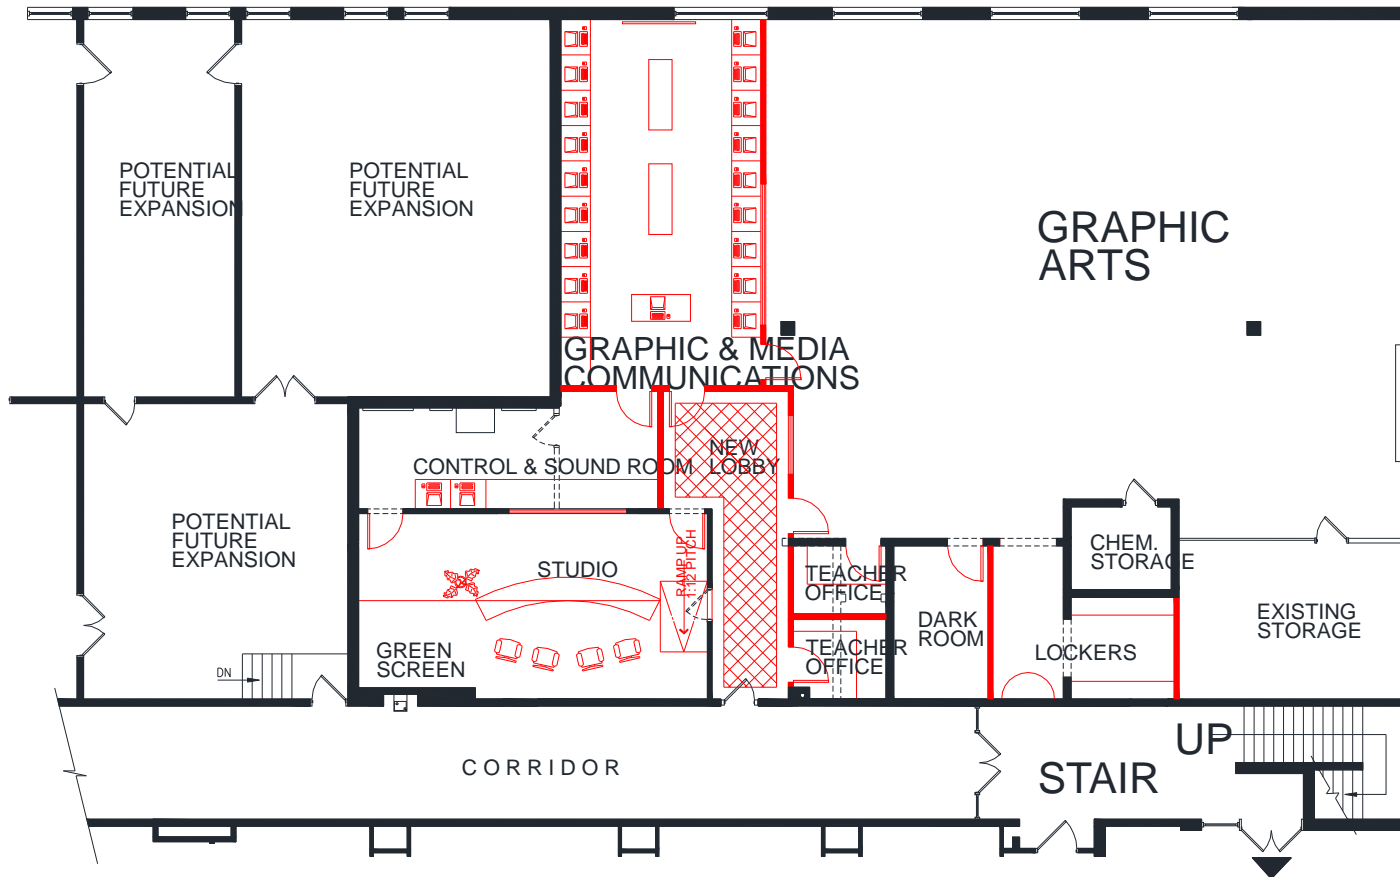 POTENTIAL
FUTURE
EXPANSION
POTENTIAL
FUTURE
EXPANSION
GRAPHIC
ARTS
GRAPHIC & MEDIA
COMMUNICATIONS
CONTROL & SOUND ROOM
NEW
LOBBY
POTENTIAL
FUTURE
EXPANSION
STUDIO
RAMP UP
1:12 PITCH
GREEN
SCREEN
TEACHER
OFFICE
TEACHER
OFFICE
DARK
ROOM
CHEM.
STORAGE
LOCKERS
EXISTING
STORAGE
DN
CORRIDOR
STAIR
UP